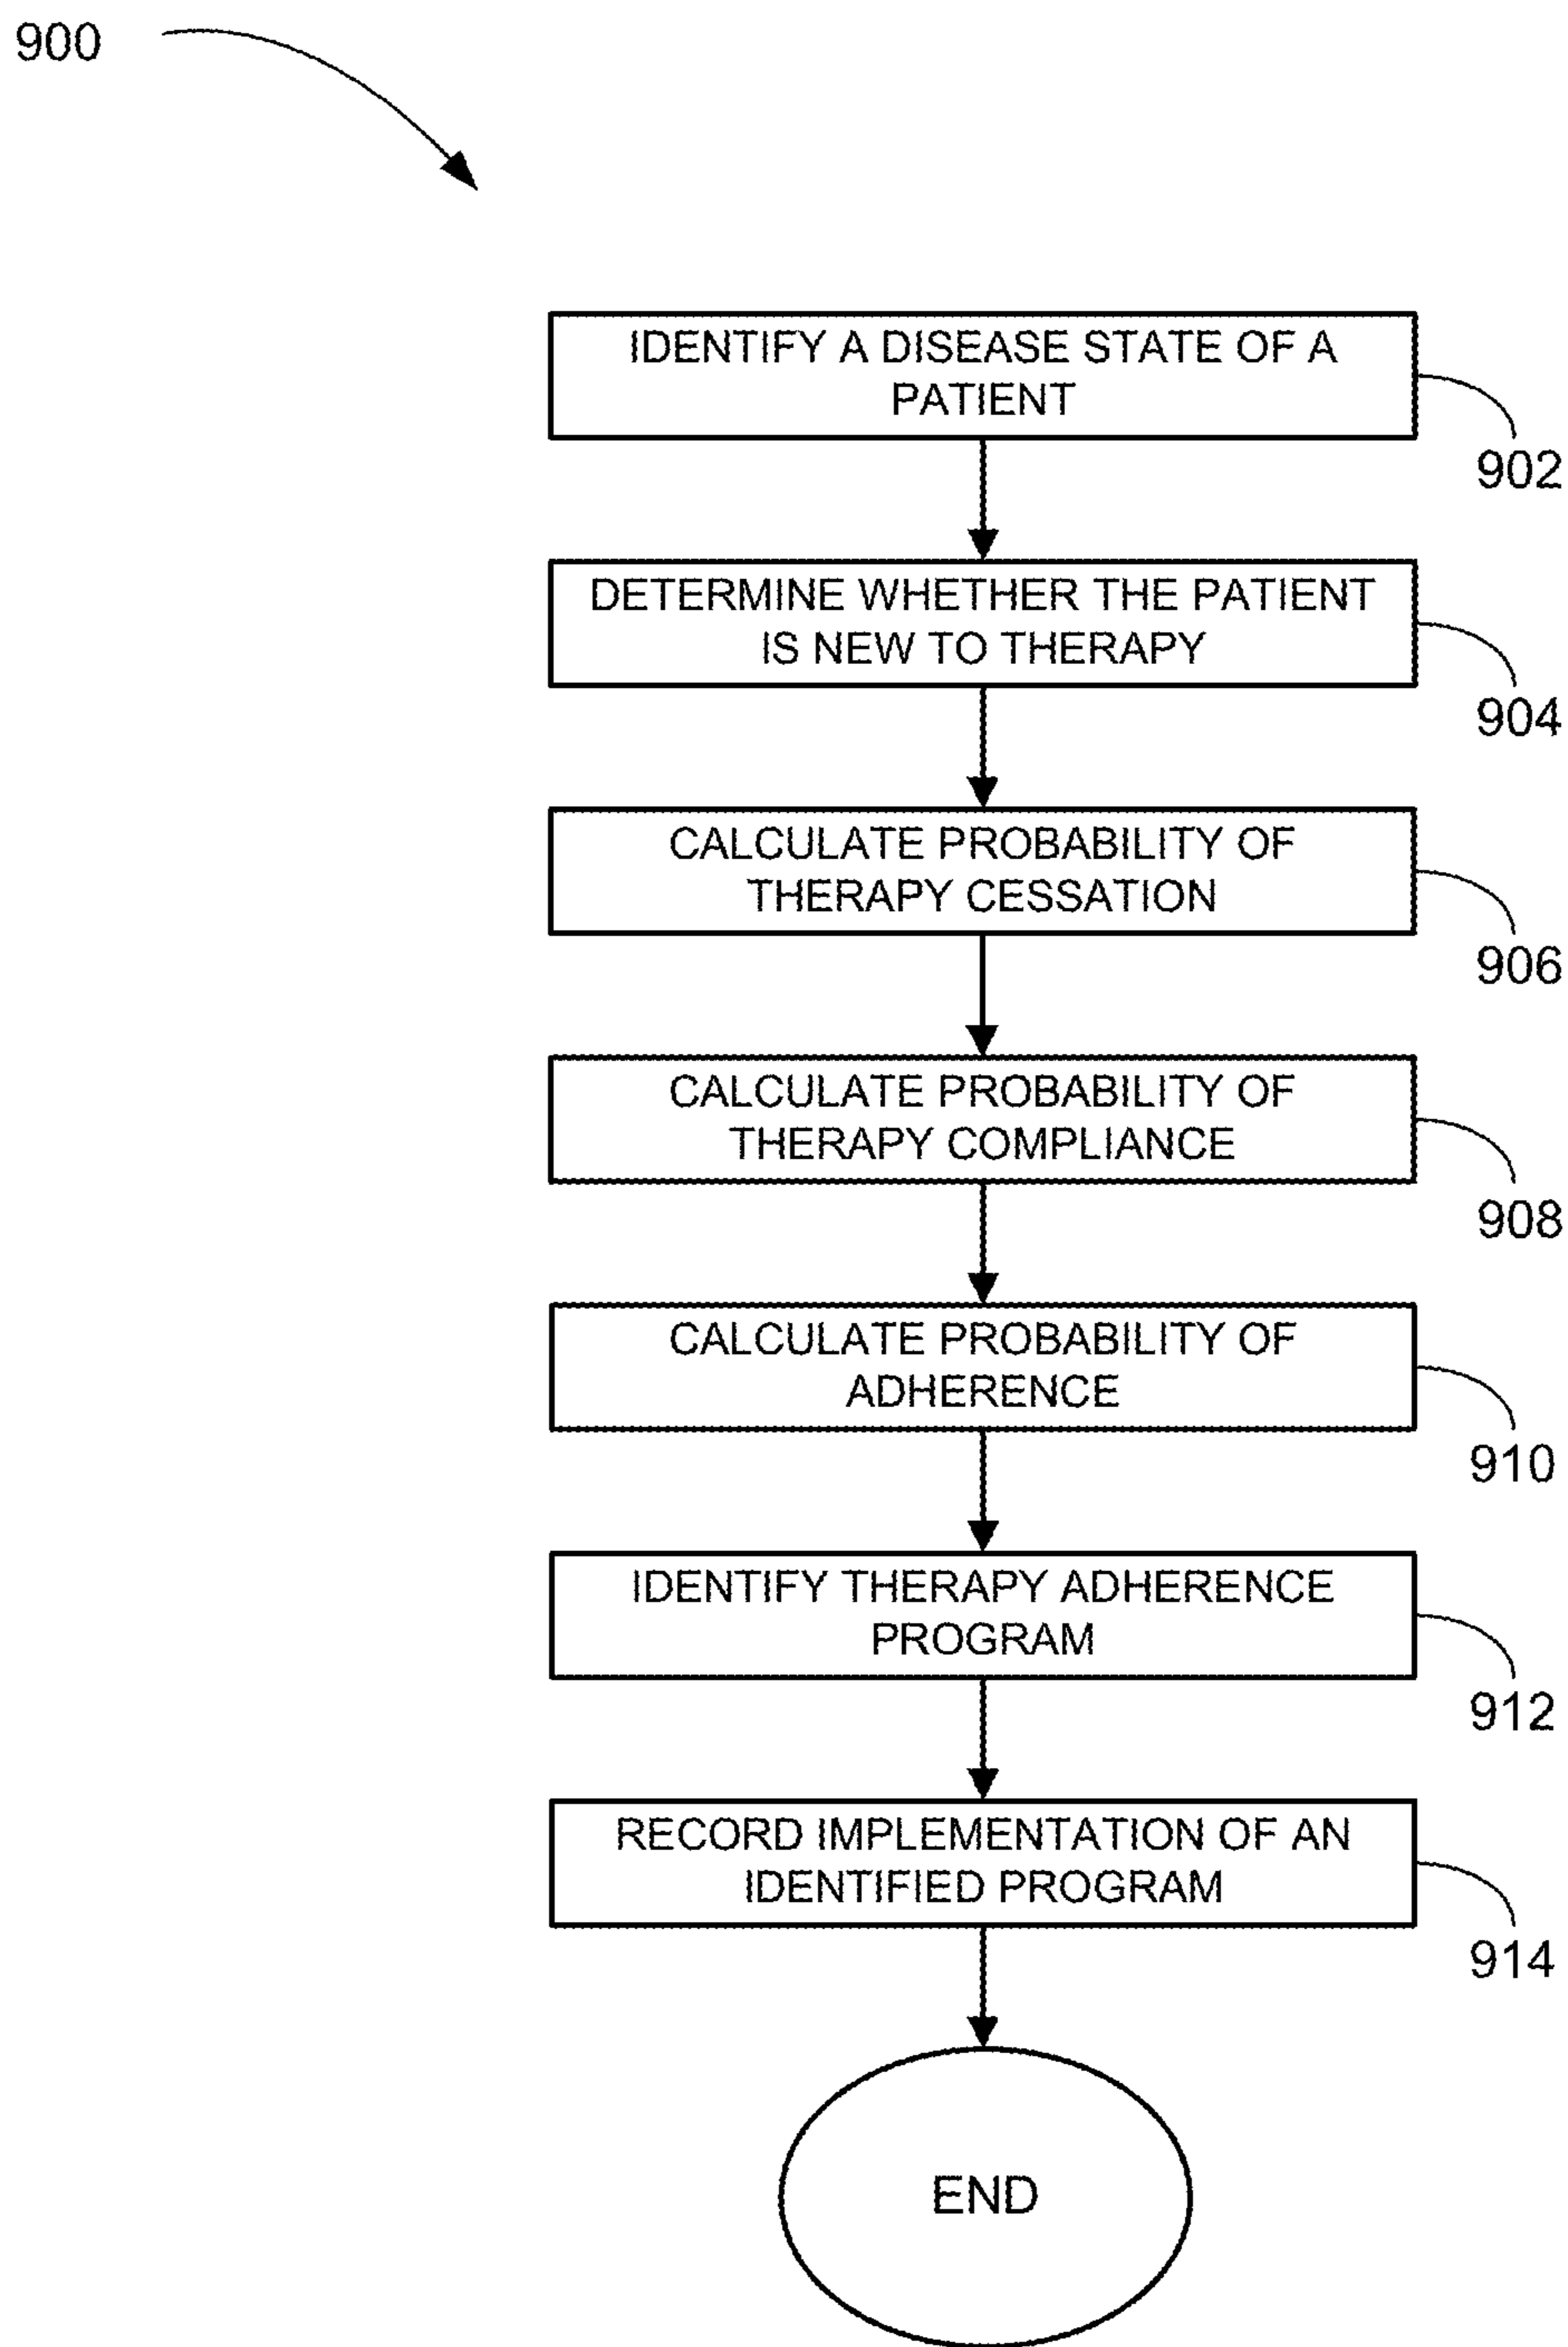 900
IDENTIFY A DISEASE STATE OF A
PATIENT
902
DETERMINE WHETHER THE PATIENT
IS NEW TO THERAPY
904
CALCULATE PROBABILITY OF
THERAPY CESSATION
906
CALCULATE PROBABILITY OF
THERAPY COMPLIANCE
908
CALCULATE PROBABILITY OF
ADHERENCE
910
IDENTIFY THERAPY ADHERENCE
PROGRAM
912
RECORD IMPLEMENTATION OF AN
IDENTIFIED PROGRAM
914
END